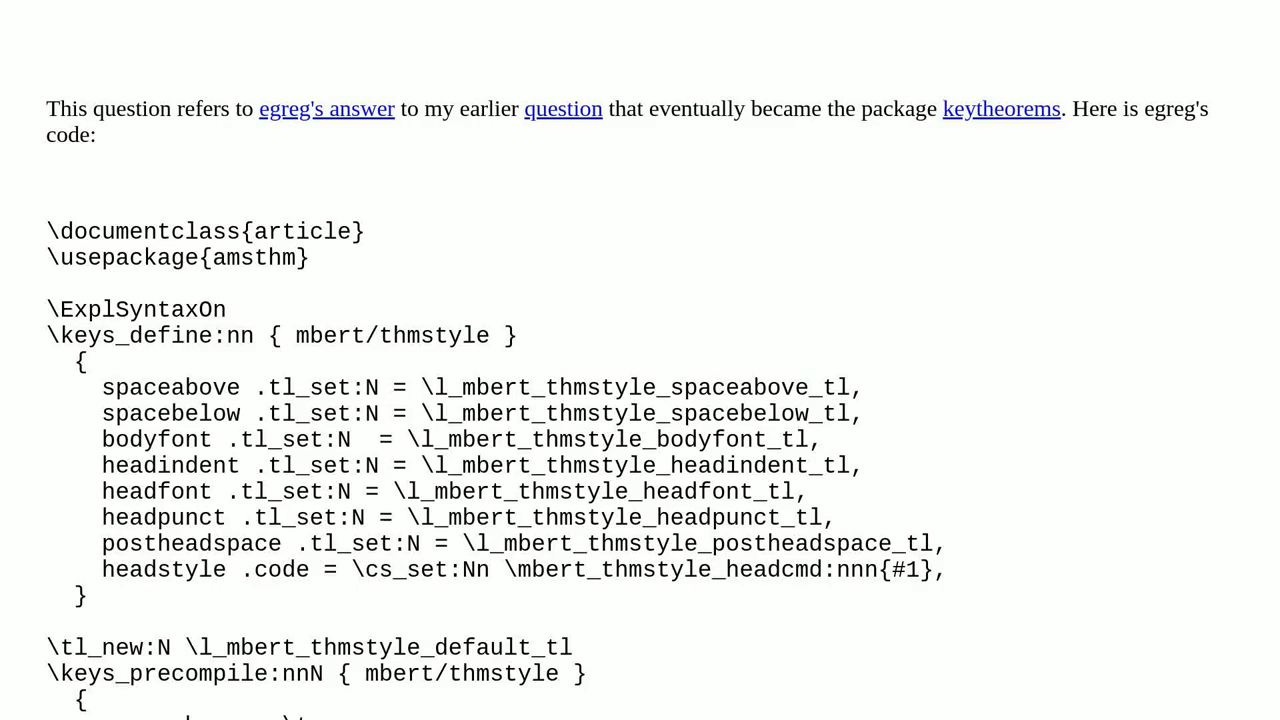 This question refers to egreg's answer to my earlier question that eventually became the package keytheorems. Here is egreg's
code:
\documentclass{article}
\usepackage{amsthm}
\ExplSyntaxOn
\keys_define:nn { mbert/thmstyle }
  {
    spaceabove .tl_set:N = \l_mbert_thmstyle_spaceabove_tl,
    spacebelow .tl_set:N = \l_mbert_thmstyle_spacebelow_tl,
    bodyfont .tl_set:N  = \l_mbert_thmstyle_bodyfont_tl,
    headindent .tl_set:N = \l_mbert_thmstyle_headindent_tl,
    headfont .tl_set:N = \l_mbert_thmstyle_headfont_tl,
    headpunct .tl_set:N = \l_mbert_thmstyle_headpunct_tl,
    postheadspace .tl_set:N = \l_mbert_thmstyle_postheadspace_tl,
    headstyle .code = \cs_set:Nn \mbert_thmstyle_headcmd:nnn{#1},
  }
\tl_new:N \l_mbert_thmstyle_default_tl
\keys_precompile:nnN { mbert/thmstyle }
  {